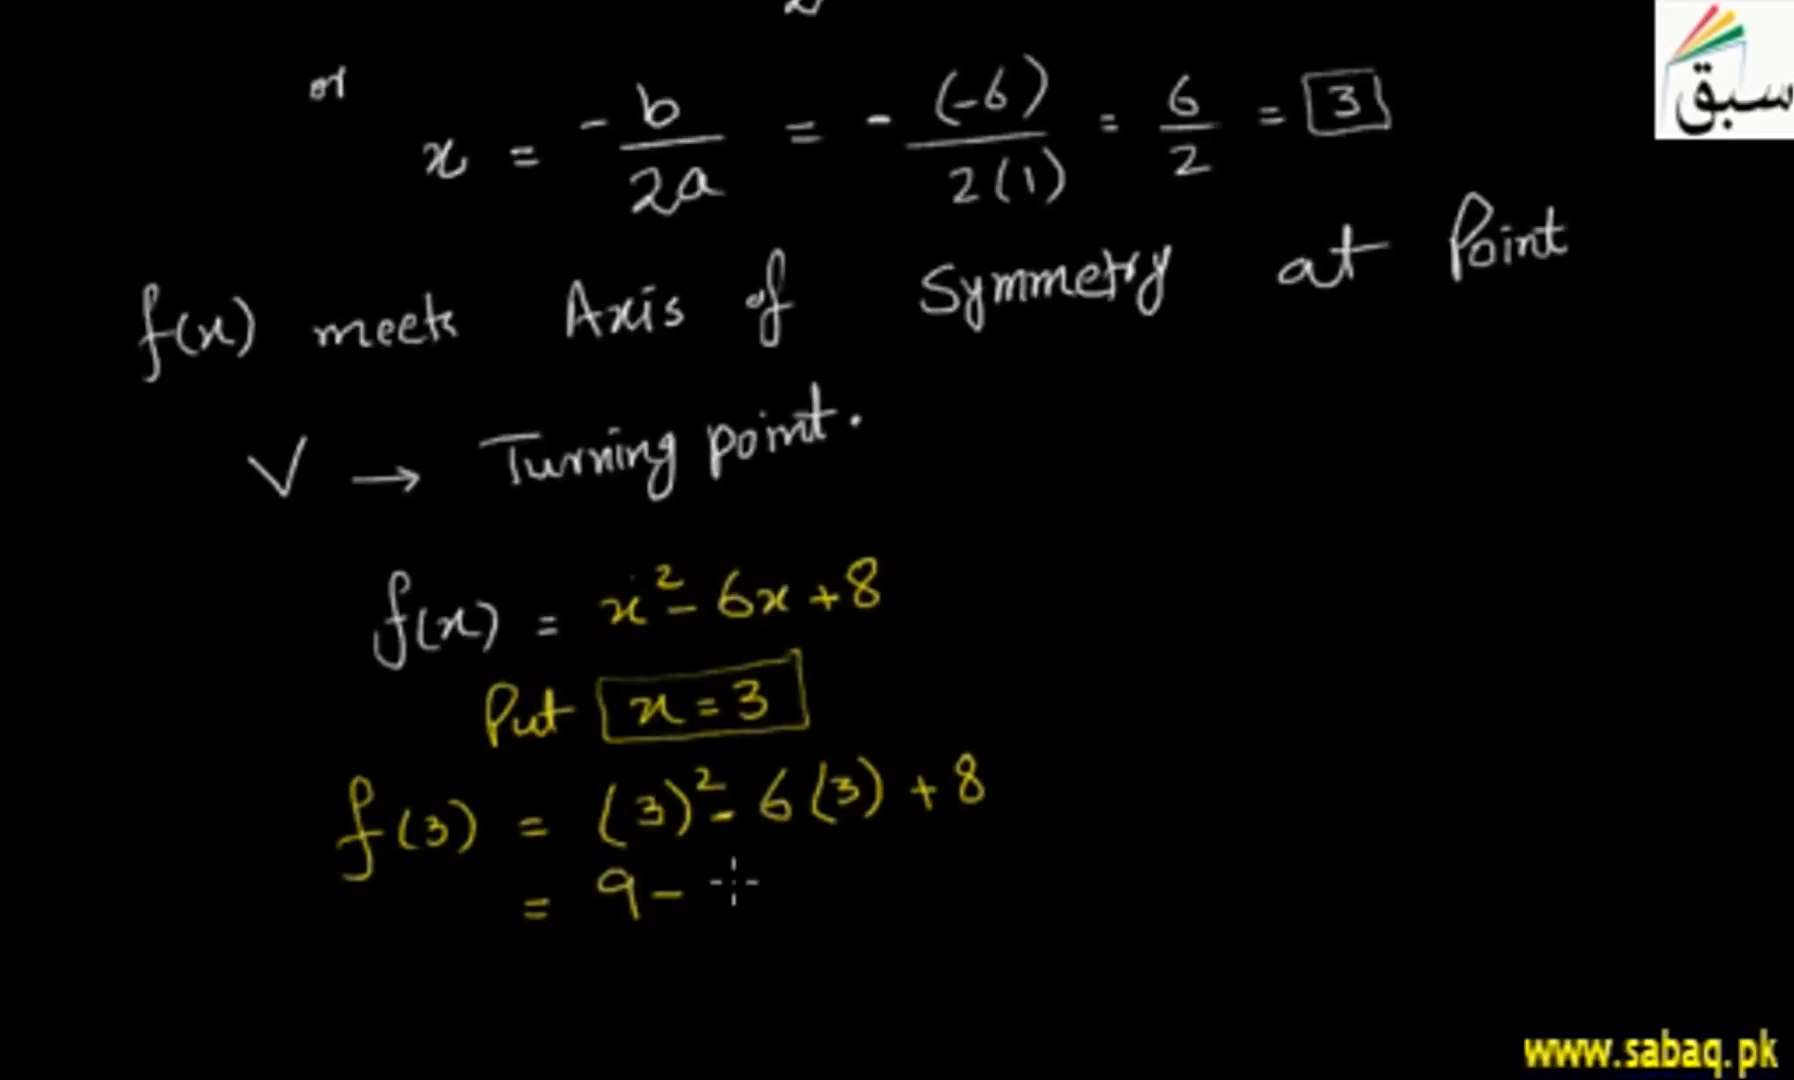 سبق
or
x = -b/2a = - (-6)/2(1) = 6/2 = 3
f(x) meets Axis of Symmetry at Point
V → Turning point.
f(x) = x² - 6x + 8
Put x = 3
f(3) = (3)² - 6(3) + 8
= 9 -
www.sabaq.pk